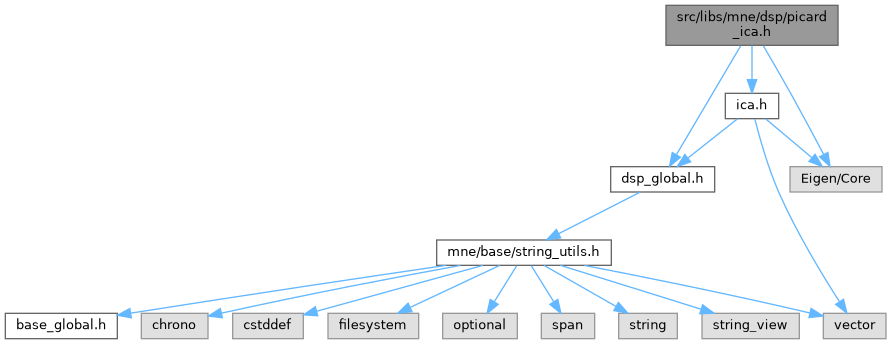 src/libs/mne/dsp/picard
_ica.h
ica.h
dsp_global.h
Eigen/Core
mne/base/string_utils.h
base_global.h
chrono
cstddef
filesystem
optional
span
string
string_view
vector